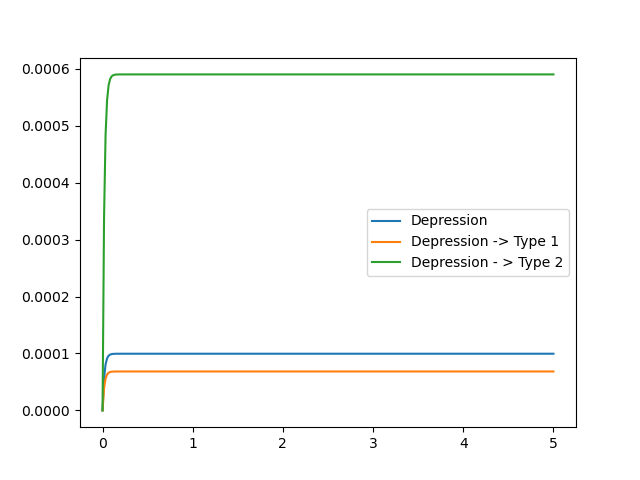 0.0006
0.0005
0.0004
0.0003
0.0002
0.0001
0.0000
0 1 2 3 4 5
Depression
Depression -> Type 1
Depression - > Type 2